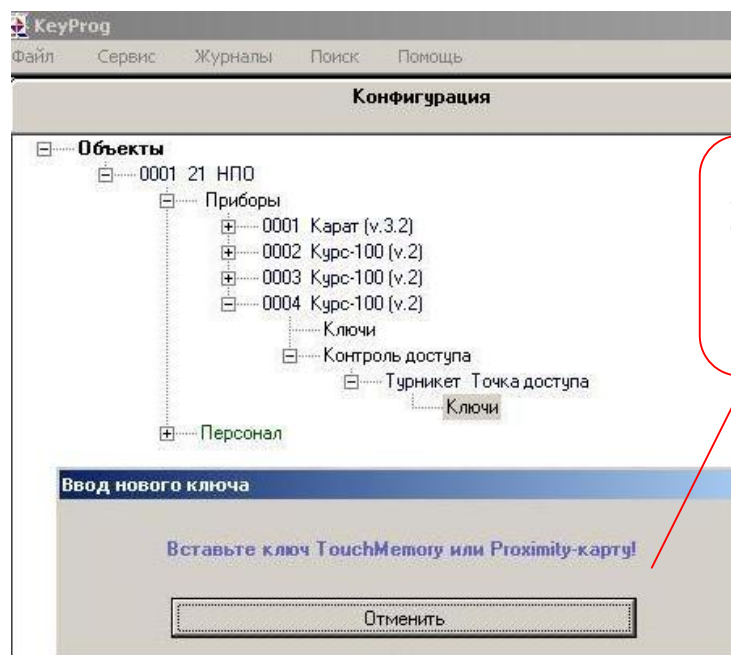 KeyProg
Файл Сервис Журналы Поиск Помощь
Конфигурация
Объекты
0001 21 НПО
Приборы
0001 Карат (v.3.2)
0002 Курс-100 (v.2)
0003 Курс-100 (v.2)
0004 Курс-100 (v.2)
Ключи
Контроль доступа
Турникет Точка доступа
Ключи
Персонал
Ввод нового ключа
Вставьте ключ TouchMemory или Proximity-карту!
Отменить